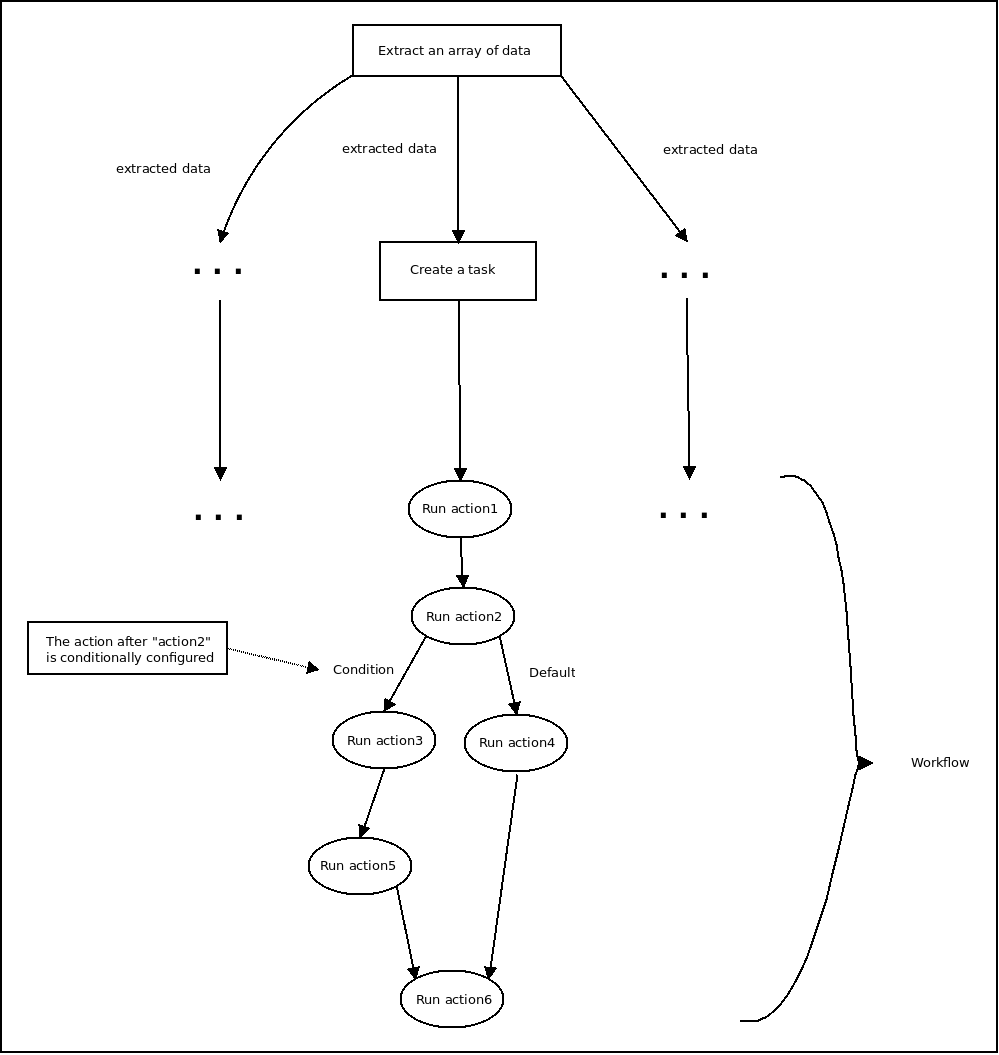 Extract an array of data
extracted data
extracted data
extracted data
. . .
Create a task
. . .
. . .
Run action1
. . .
Run action2
The action after "action2"
is conditionally configured
Condition
Default
Run action3
Run action4
Workflow
Run action5
Run action6